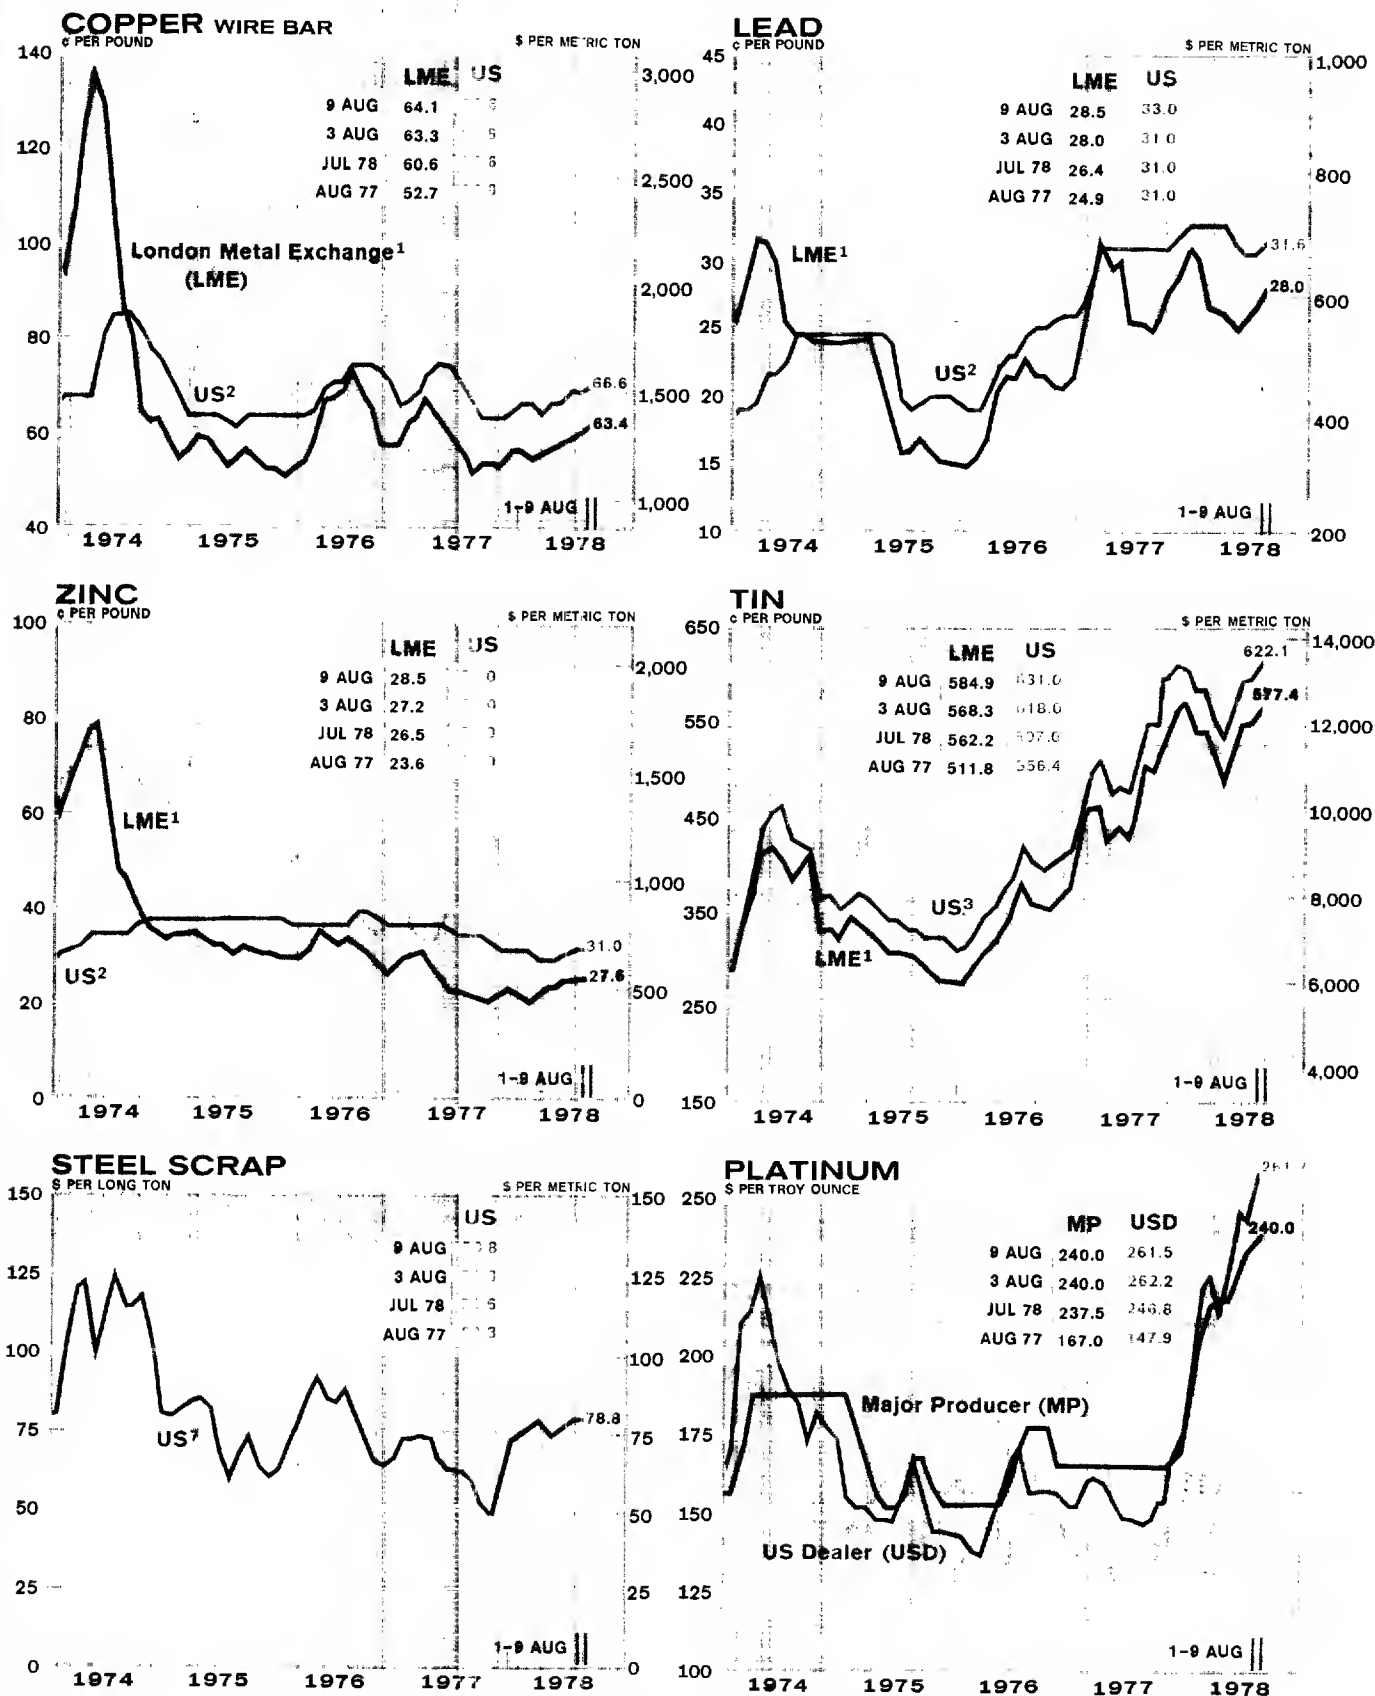 COPPER WIRE BAR
¢ PER POUND
$ PER METRIC TON
140
120
100
80
60
40
3,000
2,500
2,000
1,500
1,000
LME US
9 AUG 64.1
3 AUG 63.3
JUL 78 60.6
AUG 77 52.7
London Metal Exchange¹
(LME)
US²
66.6
63.4
1-9 AUG
1974 1975 1976 1977 1978
LEAD
¢ PER POUND
$ PER METRIC TON
45
40
35
30
25
20
15
10
1,000
800
600
400
200
LME US
9 AUG 28.5 33.0
3 AUG 28.0 31.0
JUL 78 26.4 31.0
AUG 77 24.9 31.0
LME¹
US²
31.6
28.0
1-9 AUG
1974 1975 1976 1977 1978
ZINC
¢ PER POUND
$ PER METRIC TON
100
80
60
40
20
0
2,000
1,500
1,000
500
0
LME US
9 AUG 28.5
3 AUG 27.2
JUL 78 26.5
AUG 77 23.6
LME¹
US²
31.0
27.6
1-9 AUG
1974 1975 1976 1977 1978
TIN
¢ PER POUND
$ PER METRIC TON
650
550
450
350
250
150
14,000
12,000
10,000
8,000
6,000
4,000
LME US
9 AUG 584.9 631.0
3 AUG 568.3 618.0
JUL 78 562.2
AUG 77 511.8 556.4
US³
LME¹
622.1
577.4
1-9 AUG
1974 1975 1976 1977 1978
STEEL SCRAP
$ PER LONG TON
$ PER METRIC TON
150
125
100
75
50
25
0
150
125
100
75
50
25
0
US
9 AUG
3 AUG
JUL 78
AUG 77
US⁷
78.8
1-9 AUG
1974 1975 1976 1977 1978
PLATINUM
$ PER TROY OUNCE
250
225
200
175
150
125
100
MP USD
9 AUG 240.0 261.5
3 AUG 240.0 262.2
JUL 78 237.5 246.8
AUG 77 167.0 147.9
Major Producer (MP)
US Dealer (USD)
261.7
240.0
1-9 AUG
1974 1975 1976 1977 1978